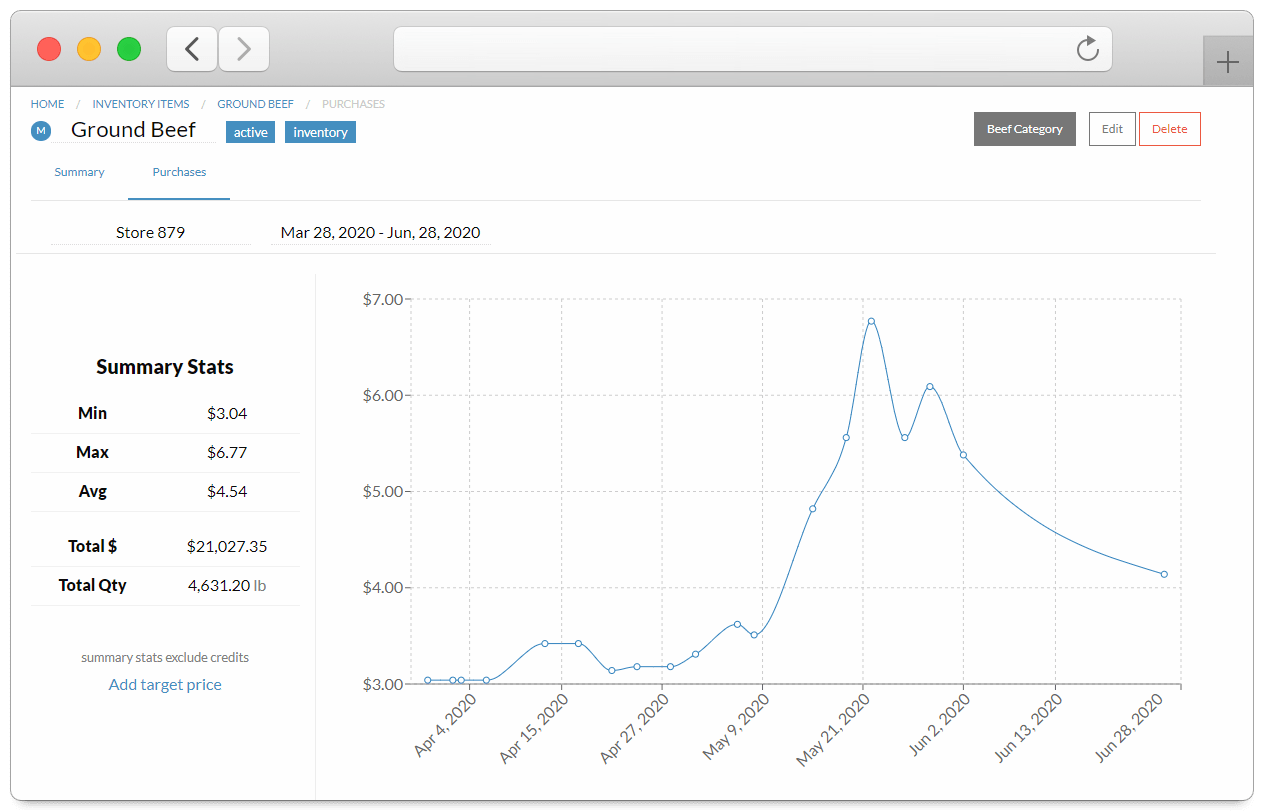 HOME / INVENTORY ITEMS / GROUND BEEF / PURCHASES
M Ground Beef active inventory Beef Category Edit Delete
Summary Purchases
Store 879 Mar 28, 2020 - Jun, 28, 2020
Summary Stats
Min $3.04
Max $6.77
Avg $4.54
Total $ $21,027.35
Total Qty 4,631.20 lb
summary stats exclude credits
Add target price
$7.00
$6.00
$5.00
$4.00
$3.00
Apr 4, 2020 Apr 15, 2020 Apr 27, 2020 May 9, 2020 May 21, 2020 Jun 2, 2020 Jun 13, 2020 Jun 28, 2020